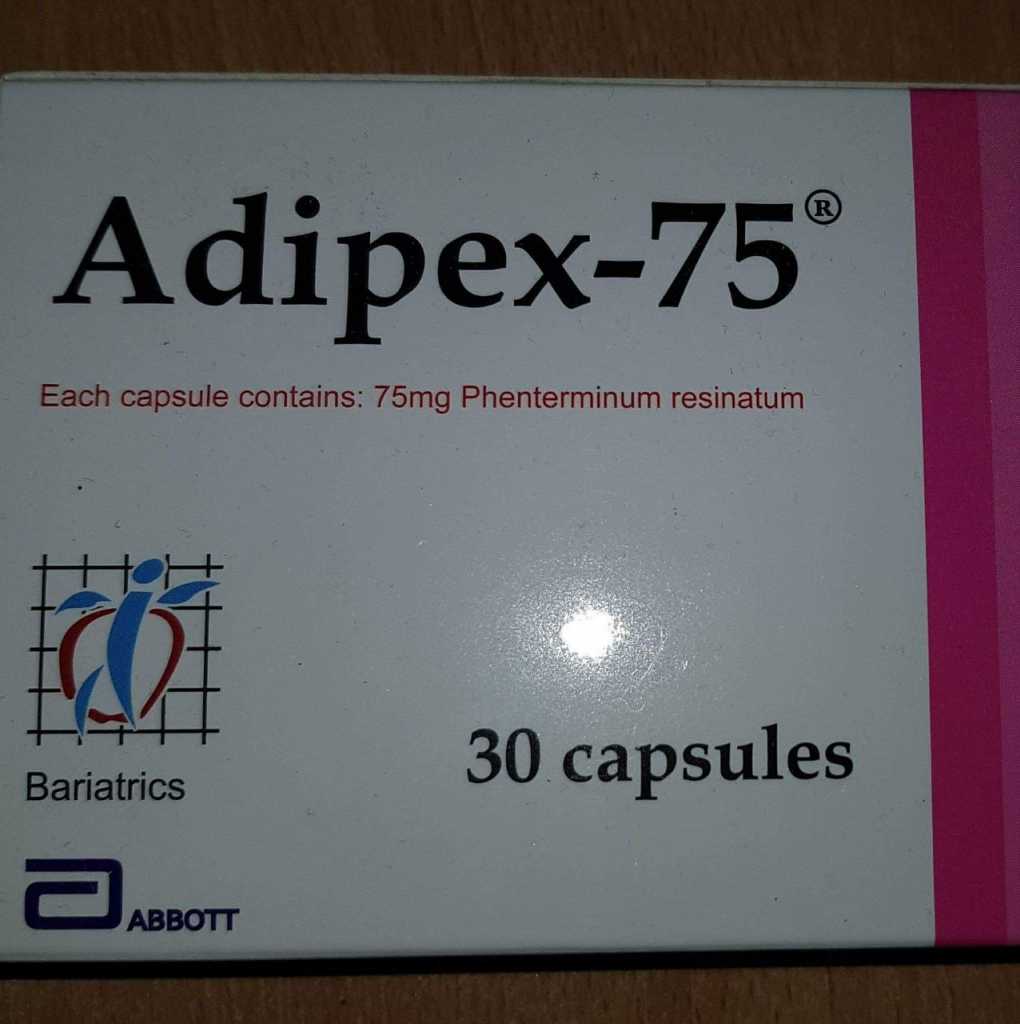 Adipex-75®
Each capsule contains: 75mg Phenterminum resinatum
Bariatrics
30 capsules
ABBOTT